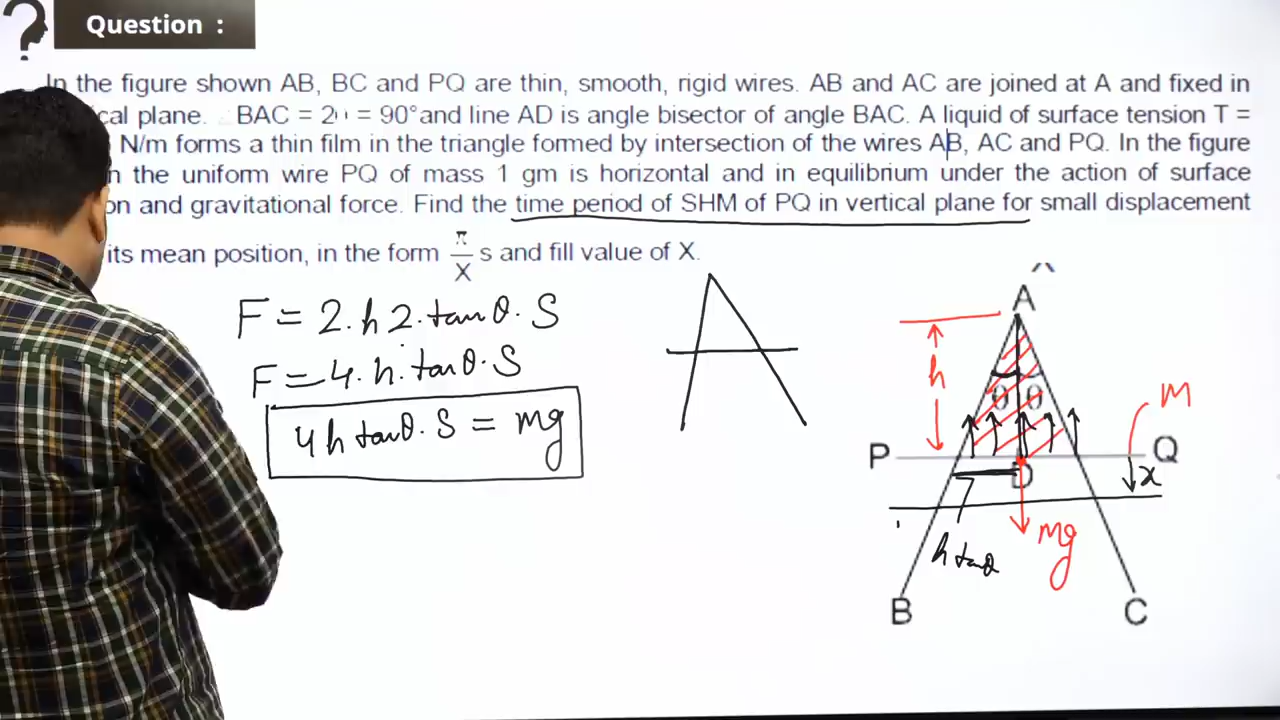 Question :
In the figure shown AB, BC and PQ are thin, smooth, rigid wires. AB and AC are joined at A and fixed in
cal plane. BAC = 2 = 90° and line AD is angle bisector of angle BAC. A liquid of surface tension T =
N/m forms a thin film in the triangle formed by intersection of the wires AB, AC and PQ. In the figure
n the uniform wire PQ of mass 1 gm is horizontal and in equilibrium under the action of surface
on and gravitational force. Find the time period of SHM of PQ in vertical plane for small displacement
its mean position, in the form π/X s and fill value of X.
F = 2.h2.tanθ.S
F = 4.h.tanθ.S
4h tanθ.S = mg
A
h
θ θ
M
P
Q
D
x
h tanθ
mg
B
C